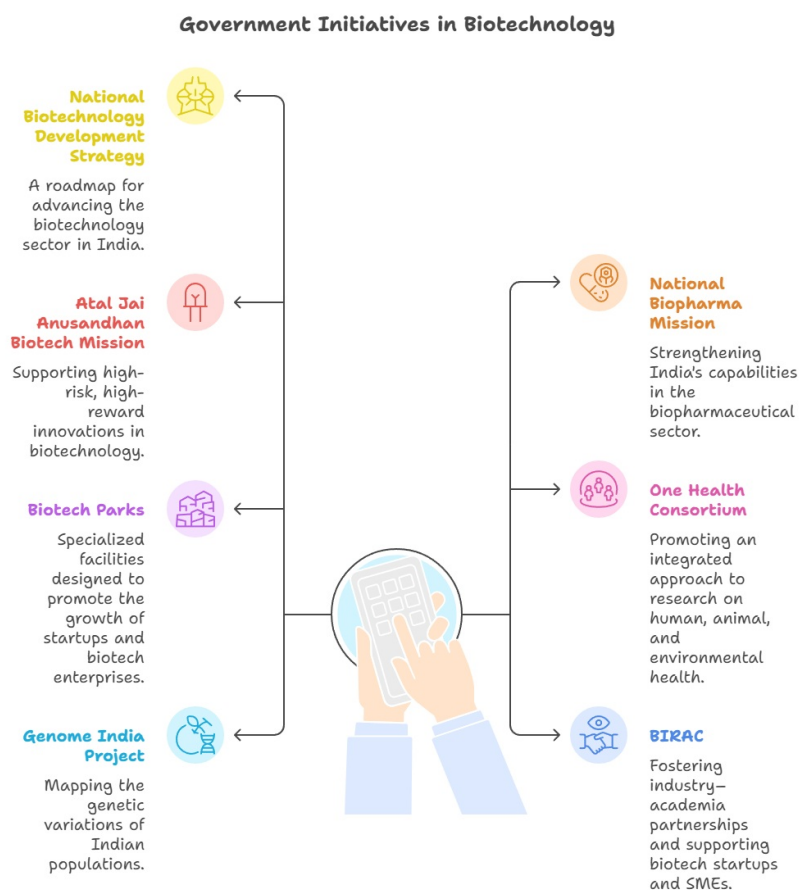 Government Initiatives in Biotechnology
National
Biotechnology
Development
Strategy
A roadmap for
advancing the
biotechnology
sector in India.
Atal Jai
Anusandhan
Biotech Mission
Supporting high-
risk, high-
reward
innovations in
biotechnology.
Biotech Parks
Specialized
facilities
designed to
promote the
growth of
startups and
biotech
enterprises.
Genome India
Project
Mapping the
genetic
variations of
Indian
populations.
National
Biopharma
Mission
Strengthening
India's capabilities
in the
biopharmaceutical
sector.
One Health
Consortium
Promoting an
integrated
approach to
research on
human, animal,
and
environmental
health.
BIRAC
Fostering
industry–
academia
partnerships
and supporting
biotech startups
and SMEs.